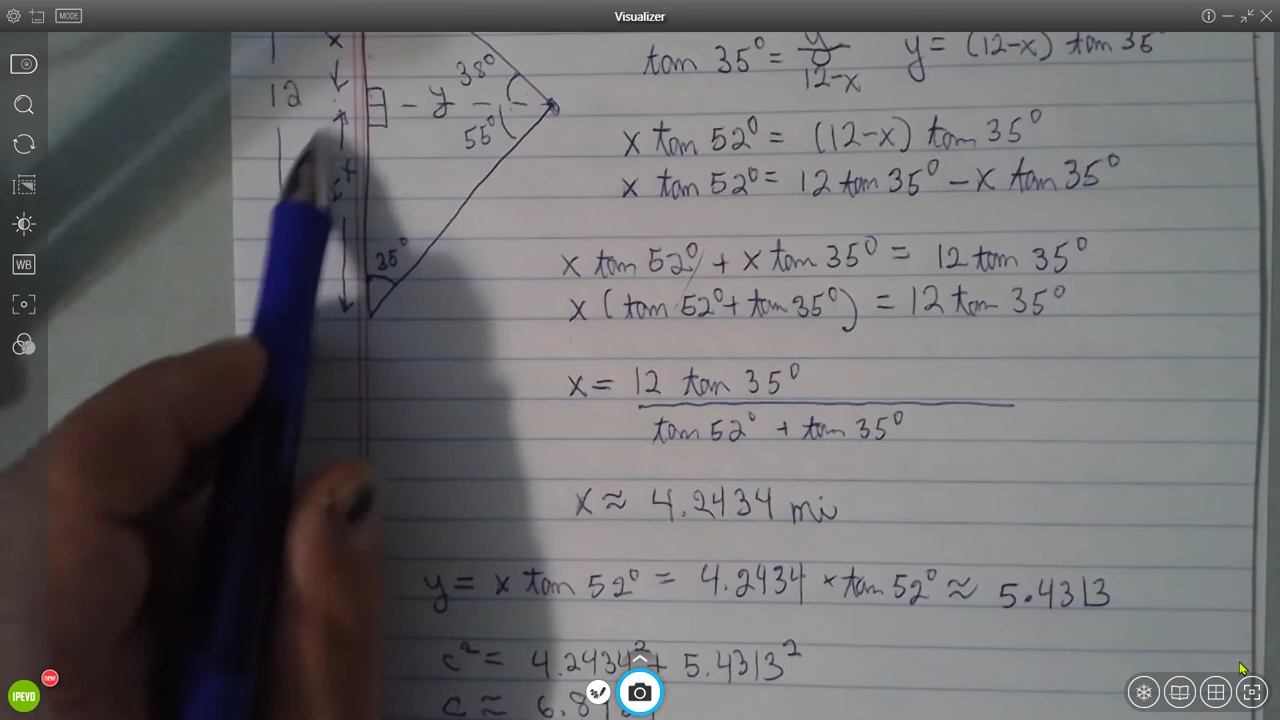 Visualizer
MODE
x
12
38°
y
55°
35°
WB
tan 35° = y/12-x y = (12-x) tan 35°
x tan 52° = (12-x) tan 35°
x tan 52° = 12 tan 35° - x tan 35°
x tan 52° + x tan 35° = 12 tan 35°
x (tan 52° + tan 35°) = 12 tan 35°
x = 12 tan 35°
tan 52° + tan 35°
x ≈ 4.2434 mi
y = x tan 52° = 4.2434 × tan 52° ≈ 5.4313
c² = 4.2434² + 5.4313²
c ≈
IPEVO
new